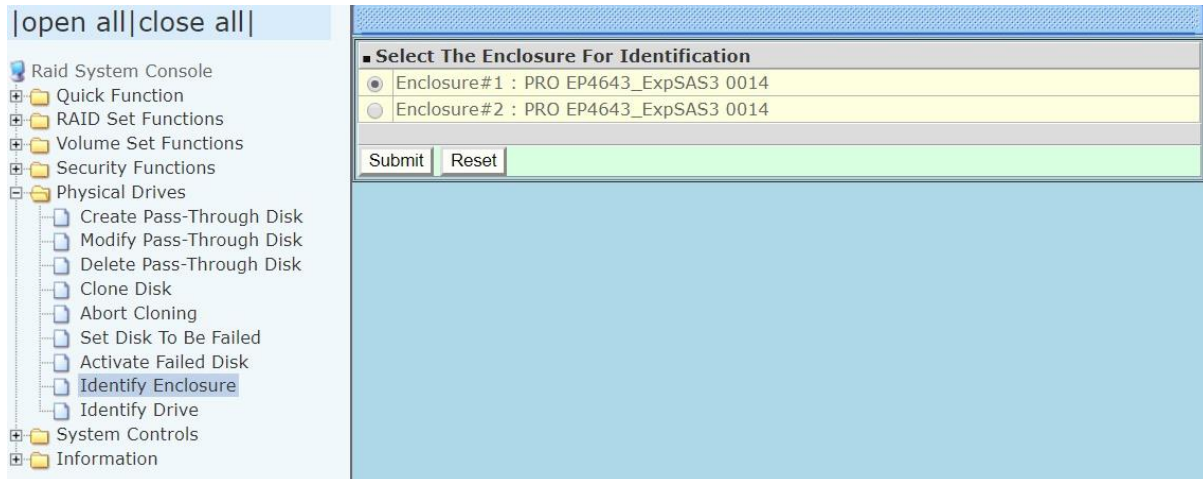 |open all|close all|
Raid System Console
Quick Function
RAID Set Functions
Volume Set Functions
Security Functions
Physical Drives
Create Pass-Through Disk
Modify Pass-Through Disk
Delete Pass-Through Disk
Clone Disk
Abort Cloning
Set Disk To Be Failed
Activate Failed Disk
Identify Enclosure
Identify Drive
System Controls
Information
Select The Enclosure For Identification
Enclosure#1 : PRO EP4643_ExpSAS3 0014
Enclosure#2 : PRO EP4643_ExpSAS3 0014
Submit Reset